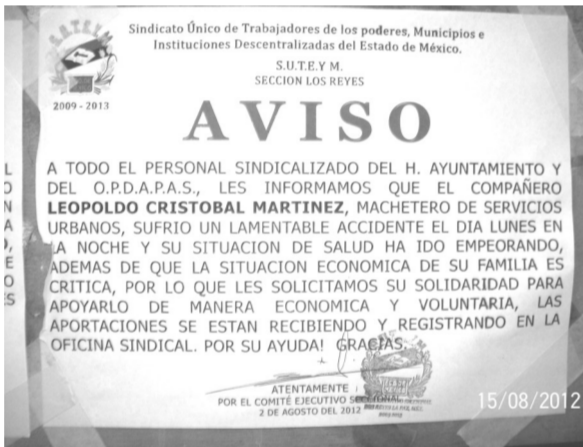 S.U.T.E.Y M.
2009 - 2013
Sindicato Único de Trabajadores de los poderes, Municipios e
Instituciones Descentralizadas del Estado de México.
S.U.T.E.Y M.
SECCION LOS REYES
AVISO
A TODO EL PERSONAL SINDICALIZADO DEL H. AYUNTAMIENTO Y
DEL O.P.D.A.P.A.S., LES INFORMAMOS QUE EL COMPAÑERO
LEOPOLDO CRISTOBAL MARTINEZ, MACHETERO DE SERVICIOS
URBANOS, SUFRIO UN LAMENTABLE ACCIDENTE EL DIA LUNES EN
LA NOCHE Y SU SITUACION DE SALUD HA IDO EMPEORANDO,
ADEMAS DE QUE LA SITUACION ECONOMICA DE SU FAMILIA ES
CRITICA, POR LO QUE LES SOLICITAMOS SU SOLIDARIDAD PARA
APOYARLO DE MANERA ECONOMICA Y VOLUNTARIA, LAS
APORTACIONES SE ESTAN RECIBIENDO Y REGISTRANDO EN LA
OFICINA SINDICAL. POR SU AYUDA! GRACIAS.
ATENTAMENTE
POR EL COMITÉ EJECUTIVO SECCIONAL
2 DE AGOSTO DEL 2012
15/08/2012